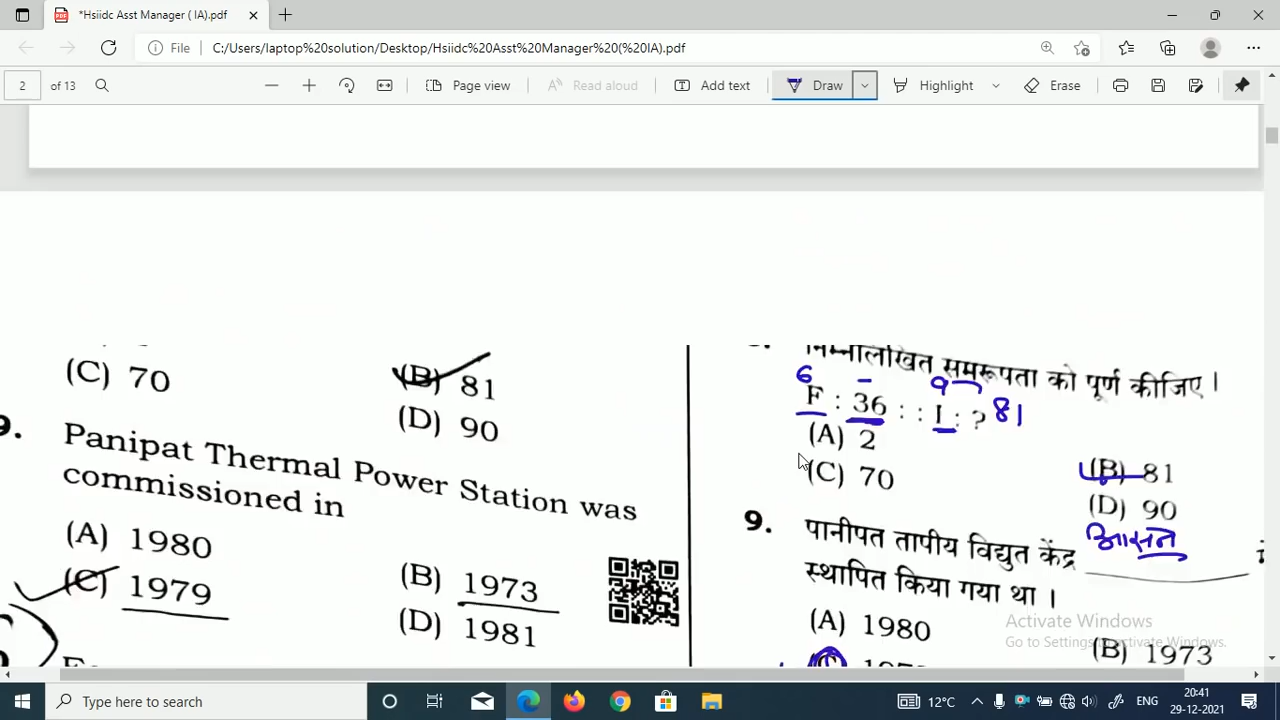 *Hsiidc Asst Manager ( IA).pdf
File
C:/Users/laptop%20solution/Desktop/Hsiidc%20Asst%20Manager%20(%20IA).pdf
2 of 13
Page view
Read aloud
Add text
Draw
Highlight
Erase
(C) 70
(B) 81
(D) 90
9. Panipat Thermal Power Station was
commissioned in
(A) 1980
(B) 1973
(C) 1979
(D) 1981
निम्नलिखित समरूपता को पूर्ण कीजिए ।
6 9
F : 36 : : I : ? 81
(A) 2
(B) 81
(C) 70
(D) 90
9. पानीपत तापीय विद्युत केंद्र
आसन
स्थापित किया गया था ।
(A) 1980
(B) 1973
Activate Windows
Go to Settings to activate Windows.
Type here to search
12°C
ENG
20:41
29-12-2021